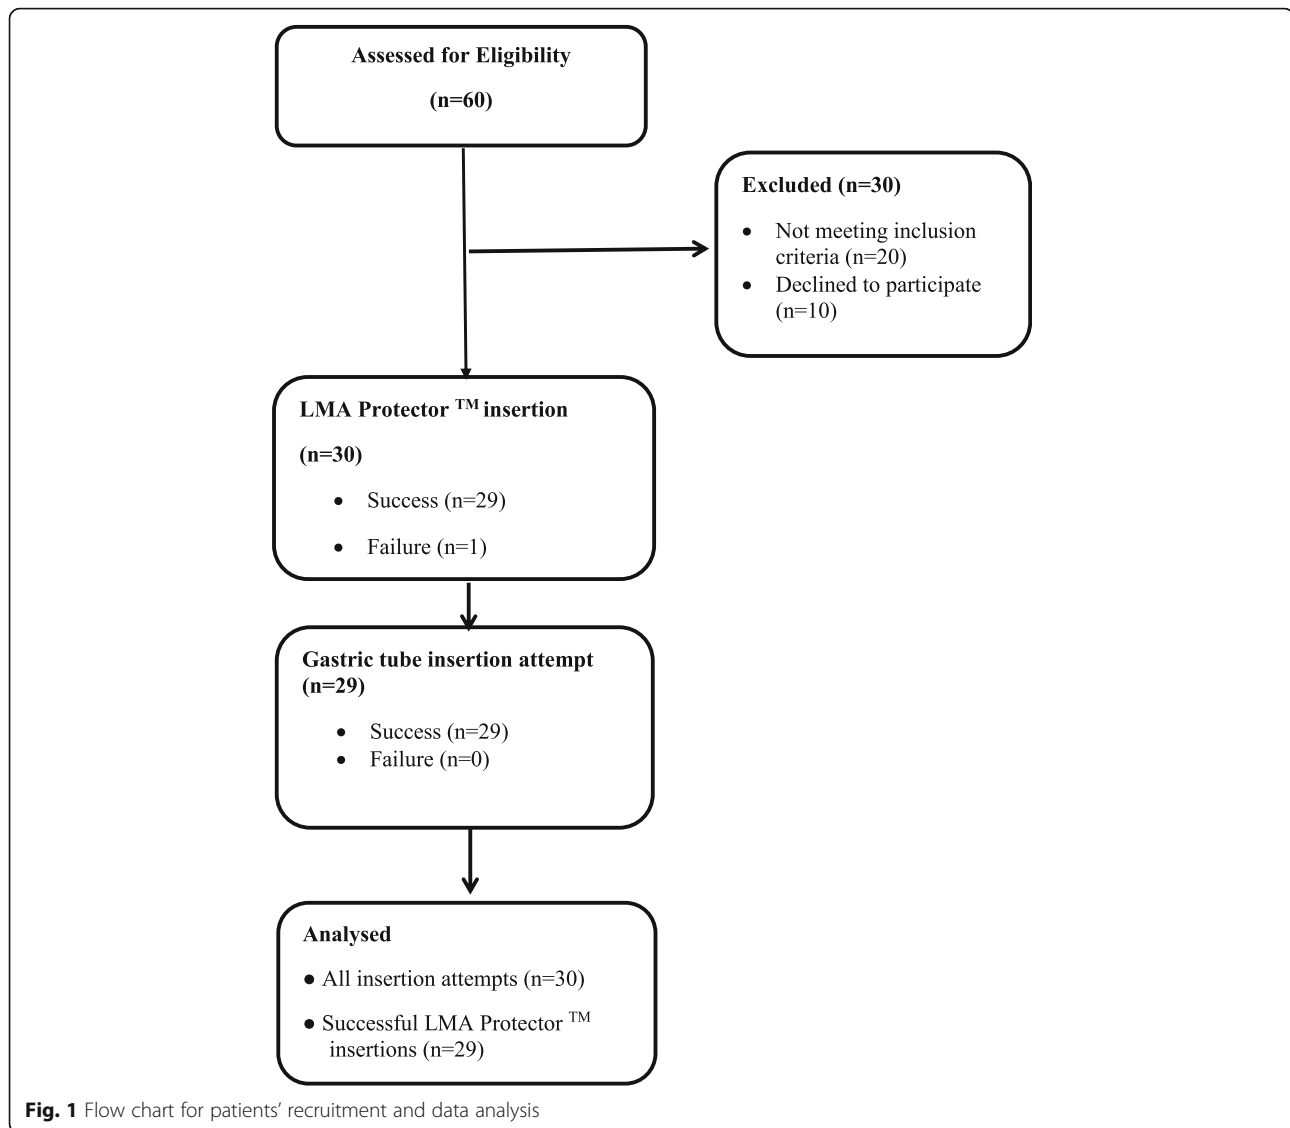 Assessed for Eligibility
(n=60)
Excluded (n=30)
• Not meeting inclusion
criteria (n=20)
• Declined to participate
(n=10)
LMA Protector TM insertion
(n=30)
• Success (n=29)
• Failure (n=1)
Gastric tube insertion attempt
(n=29)
• Success (n=29)
• Failure (n=0)
Analysed
● All insertion attempts (n=30)
● Successful LMA Protector TM
insertions (n=29)
Fig. 1 Flow chart for patients’ recruitment and data analysis